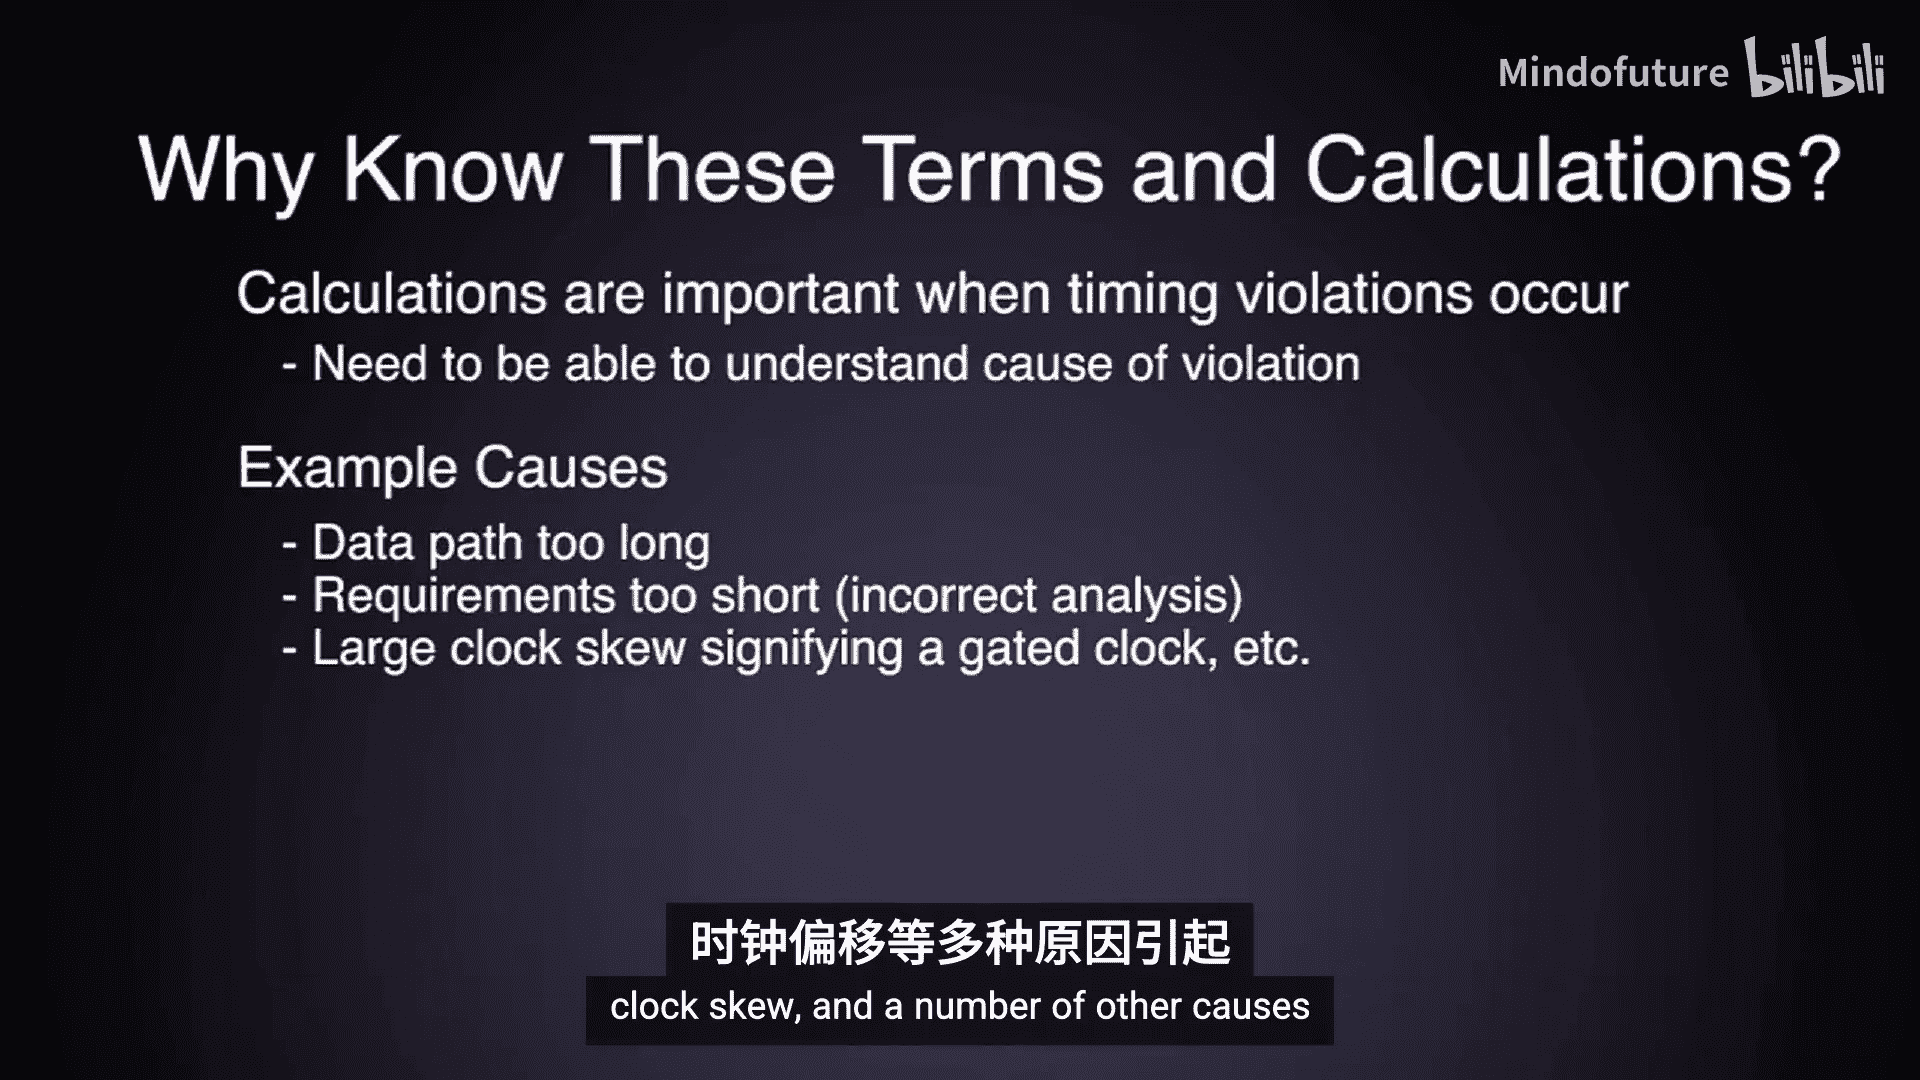 Mindofuture bilibili
Why Know These Terms and Calculations?
Calculations are important when timing violations occur
- Need to be able to understand cause of violation
Example Causes
- Data path too long
- Requirements too short (incorrect analysis)
- Large clock skew signifying a gated clock, etc.
时钟偏移等多种原因引起
clock skew, and a number of other causes